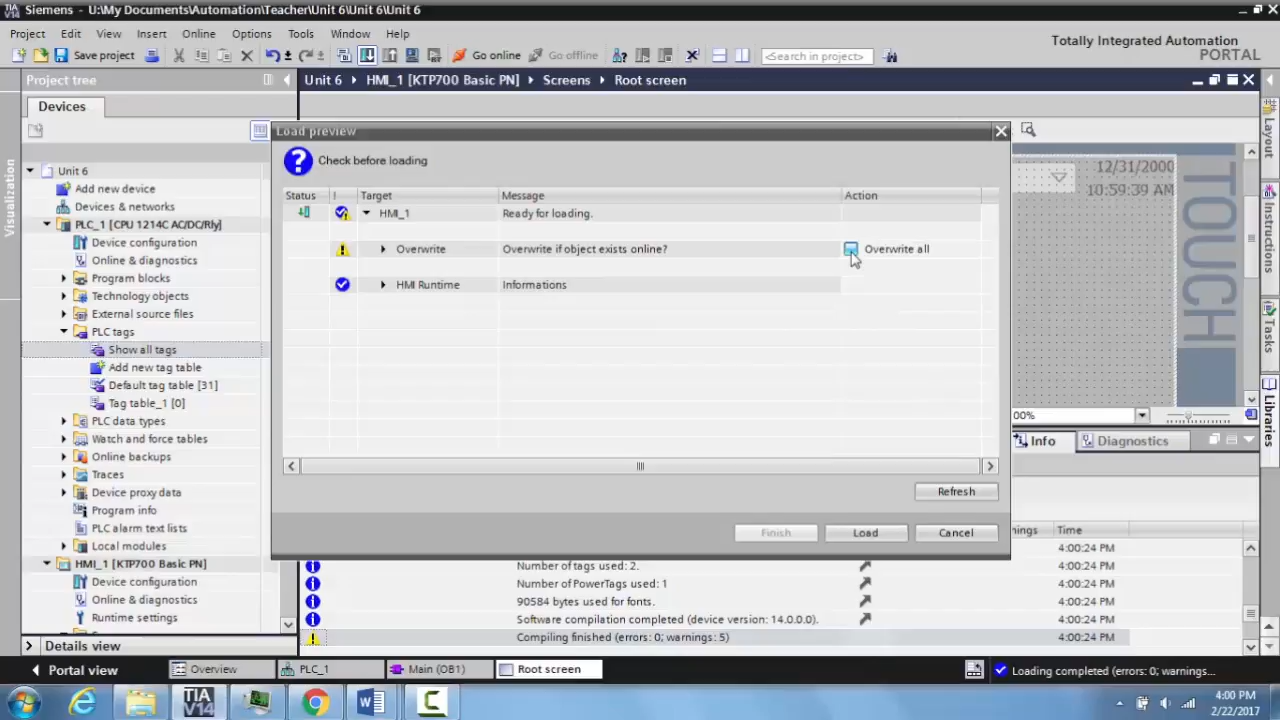 TIA V14 Siemens - U:\My Documents\Automation\Teacher\Unit 6\Unit 6
Project Edit View Insert Online Options Tools Window Help
Totally Integrated Automation
PORTAL
Save project Go online Go offline <Search in project>
Project tree
Unit 6 HMI_1 [KTP700 Basic PN] Screens Root screen
Devices
Visualization
Unit 6
Add new device
Devices & networks
PLC_1 [CPU 1214C AC/DC/Rly]
Device configuration
Online & diagnostics
Program blocks
Technology objects
External source files
PLC tags
Show all tags
Add new tag table
Default tag table [31]
Tag table_1 [0]
PLC data types
Watch and force tables
Online backups
Traces
Device proxy data
Program info
PLC alarm text lists
Local modules
HMI_1 [KTP700 Basic PN]
Device configuration
Online & diagnostics
Runtime settings
Details view
Load preview
Check before loading
Status ! Target Message Action
HMI_1 Ready for loading.
Overwrite Overwrite if object exists online? Overwrite all
HMI Runtime Informations
Refresh
Finish Load Cancel
12/31/2000
10:59:39 AM
TOUCH
00%
Layout
Instructions
Tasks
Libraries
Info Diagnostics
nings Time
4:00:24 PM
Number of tags used: 2. 4:00:24 PM
Number of PowerTags used: 1 4:00:24 PM
90584 bytes used for fonts. 4:00:24 PM
Software compilation completed (device version: 14.0.0.0). 4:00:24 PM
Compiling finished (errors: 0; warnings: 5) 4:00:24 PM
Portal view Overview PLC_1 Main (OB1) Root screen Loading completed (errors: 0; warnings...
TIA V14
4:00 PM
2/22/2017